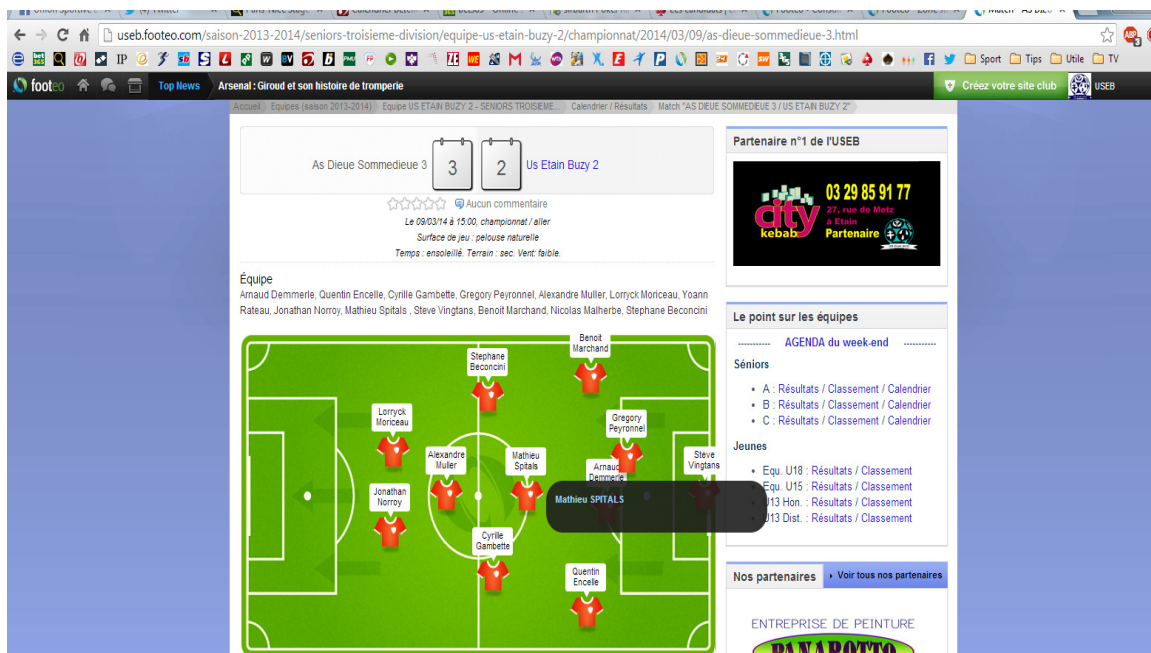 useb.footeo.com/saison-2013-2014/seniors-troisieme-division/equipe-us-etain-buzy-2/championnat/2014/03/09/as-dieue-sommedieue-3.html
IP
Sport Tips Utile TV
footeo Top News Arsenal : Giroud et son histoire de tromperie Créez votre site club USEB
Accueil Equipes (saison 2013-2014) Equipe US ETAIN BUZY 2 - SENIORS TROISIEME... Calendrier / Résultats Match "AS DIEUE SOMMEDIEUE 3 / US ETAIN BUZY 2"
As Dieue Sommedieue 3 3 2 Us Etain Buzy 2
Aucun commentaire
Le 09/03/14 à 15:00, championnat / aller
Surface de jeu : pelouse naturelle
Temps : ensoleillé. Terrain : sec. Vent: faible.
Équipe
Arnaud Demmerle, Quentin Encelle, Cyrille Gambette, Gregory Peyronnel, Alexandre Muller, Lorryck Moriceau, Yoann
Rateau, Jonathan Norroy, Mathieu Spitals , Steve Vingtans, Benoit Marchand, Nicolas Malherbe, Stephane Beconcini
Benoit
Marchand
Stephane
Beconcini
Lorryck
Moriceau
Gregory
Peyronnel
Alexandre
Muller
Mathieu
Spitals
Arnaud
Demmerle
Steve
Vingtans
Jonathan
Norroy
Mathieu SPITALS
Cyrille
Gambette
Quentin
Encelle
Partenaire n°1 de l'USEB
city
kebab
03 29 85 91 77
27, rue de Metz
à Etain
Partenaire
Le point sur les équipes
----------- AGENDA du week-end -----------
Séniors
A : Résultats / Classement / Calendrier
B : Résultats / Classement / Calendrier
C : Résultats / Classement / Calendrier
Jeunes
Equ. U18 : Résultats / Classement
Equ. U15 : Résultats / Classement
U13 Hon. : Résultats / Classement
U13 Dist. : Résultats / Classement
Nos partenaires Voir tous nos partenaires
ENTREPRISE DE PEINTURE
PANAROTTO